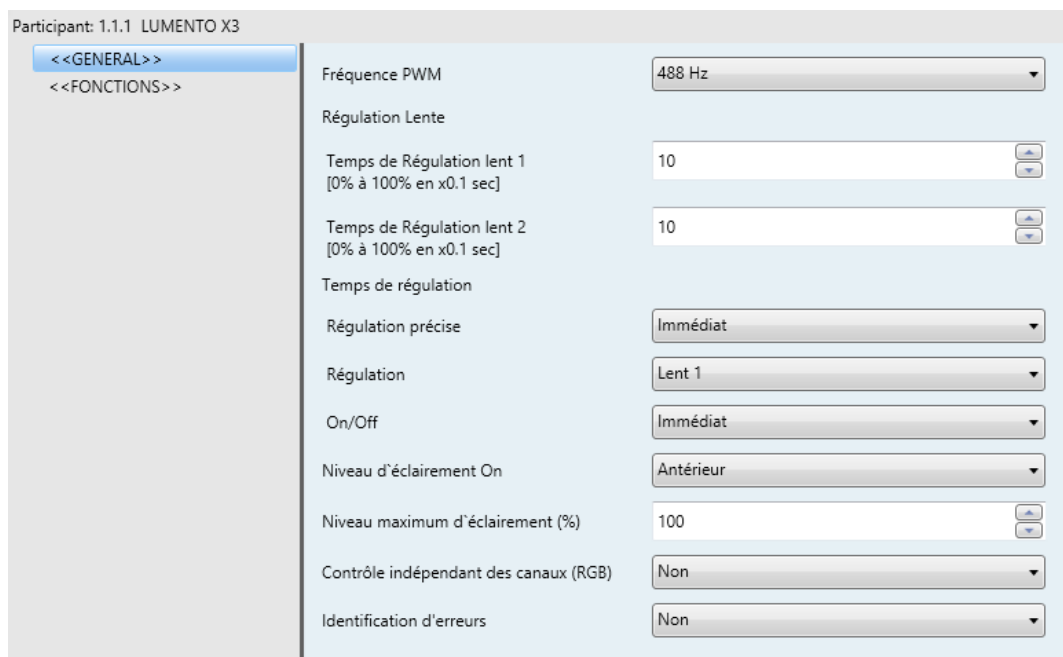 Participant: 1.1.1 LUMENTO X3
<<GENERAL>>
<<FONCTIONS>>
Fréquence PWM
488 Hz
Régulation Lente
Temps de Régulation lent 1
[0% à 100% en x0.1 sec]
10
Temps de Régulation lent 2
[0% à 100% en x0.1 sec]
10
Temps de régulation
Régulation précise
Immédiat
Régulation
Lent 1
On/Off
Immédiat
Niveau d`éclairement On
Antérieur
Niveau maximum d`éclairement (%)
100
Contrôle indépendant des canaux (RGB)
Non
Identification d'erreurs
Non